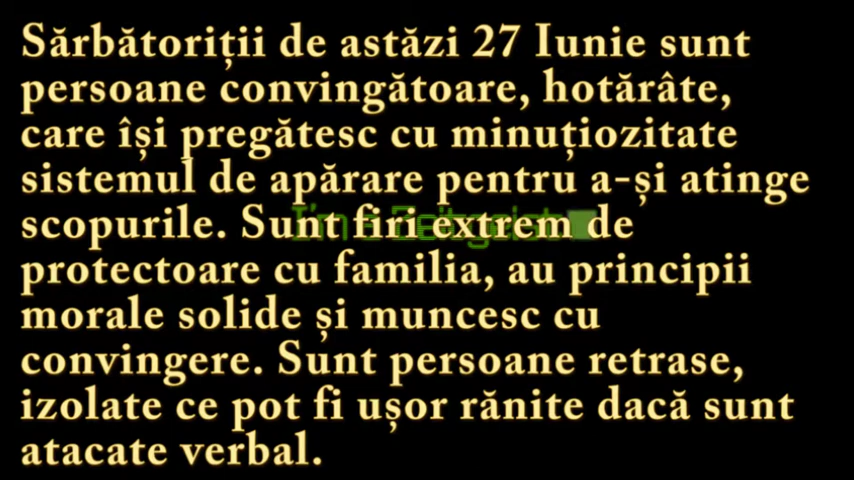 Sărbătoriții de astăzi 27 Iunie sunt
persoane convingătoare, hotărâte,
care își pregătesc cu minuțiozitate
sistemul de apărare pentru a-și atinge
scopurile. Sunt firi extrem de
protectoare cu familia, au principii
morale solide și muncesc cu
convingere. Sunt persoane retrase,
izolate ce pot fi ușor rănite dacă sunt
atacate verbal.